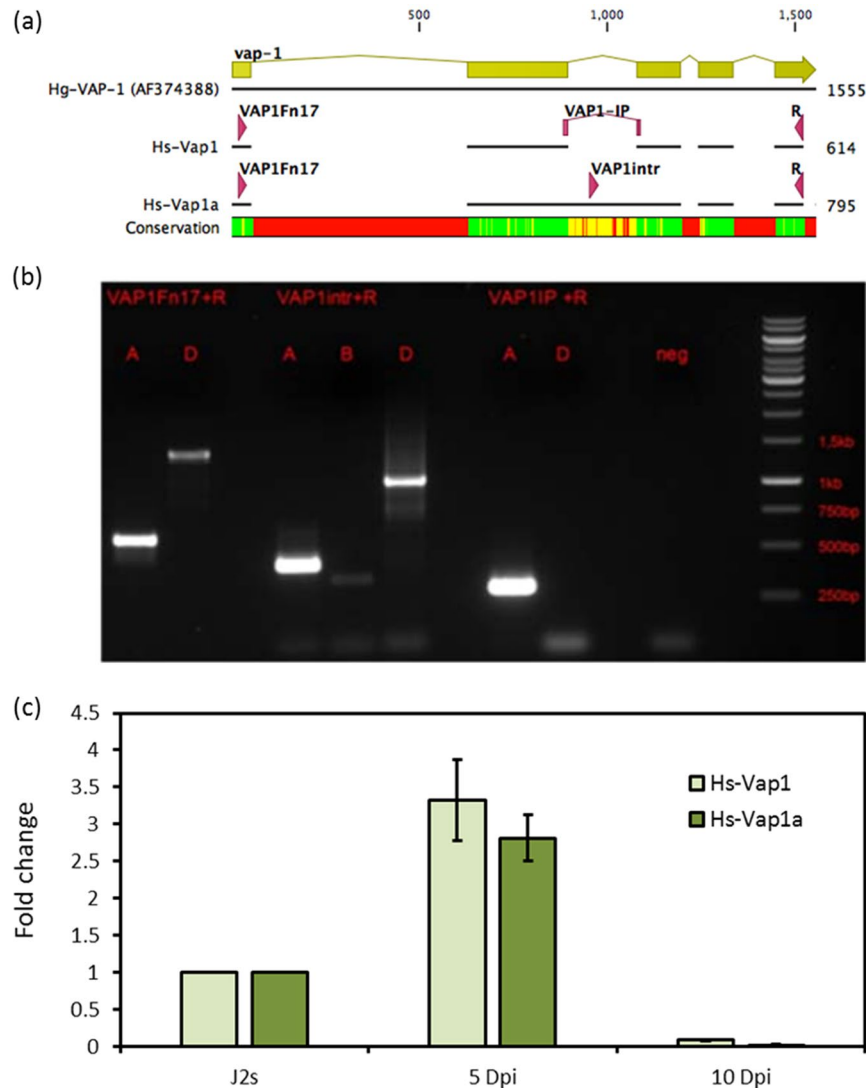 (a)
500 1,000 1,500
vap-1
Hg-VAP-1 (AF374388) 1555
VAP1Fn17 VAP1-IP R
Hs-Vap1 614
VAP1Fn17 VAP1intr R
Hs-Vap1a 795
Conservation
(b)
VAP1Fn17+R VAP1intr+R VAP1IP +R
A D A B D A D neg
1,5kb
1kb
750bp
500bp
250bp
(c)
Fold change
4.5
4
3.5
3
2.5
2
1.5
1
0.5
0
Hs-Vap1
Hs-Vap1a
J2s 5 Dpi 10 Dpi